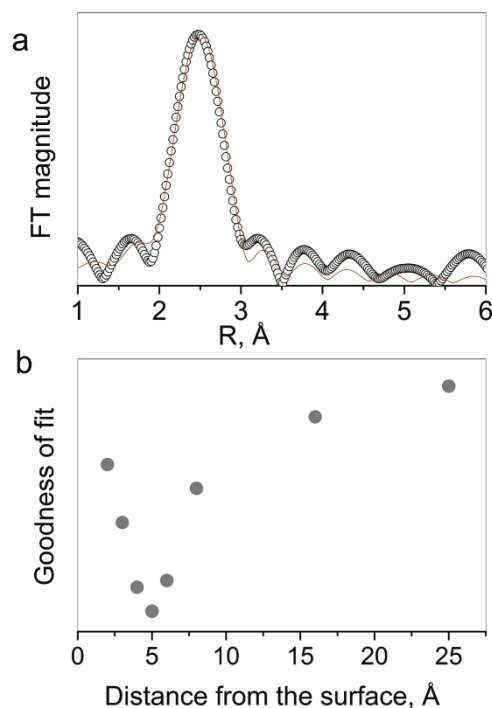 a
FT magnitude
1 2 3 4 5 6
R, Å
b
Goodness of fit
0 5 10 15 20 25
Distance from the surface, Å